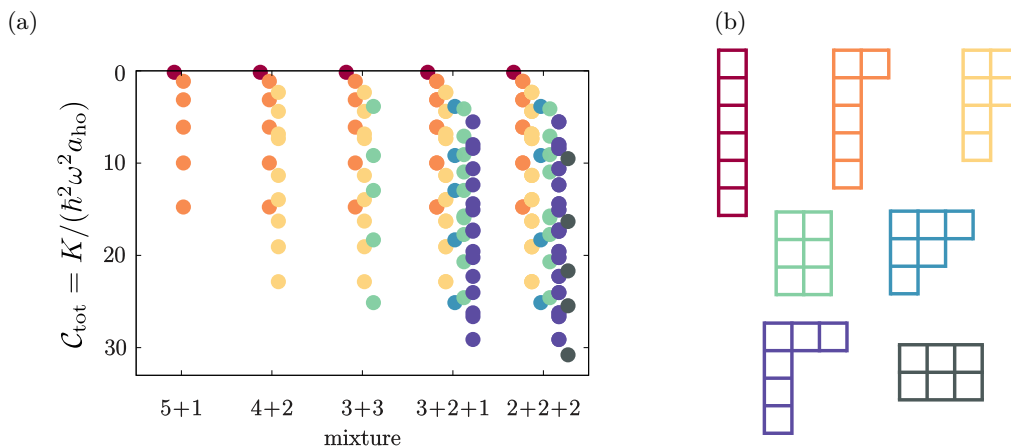 (a)
(b)
0
10
20
30
𝒞_tot = K/(ħ²ω²a_ho)
5+1 4+2 3+3 3+2+1 2+2+2
mixture